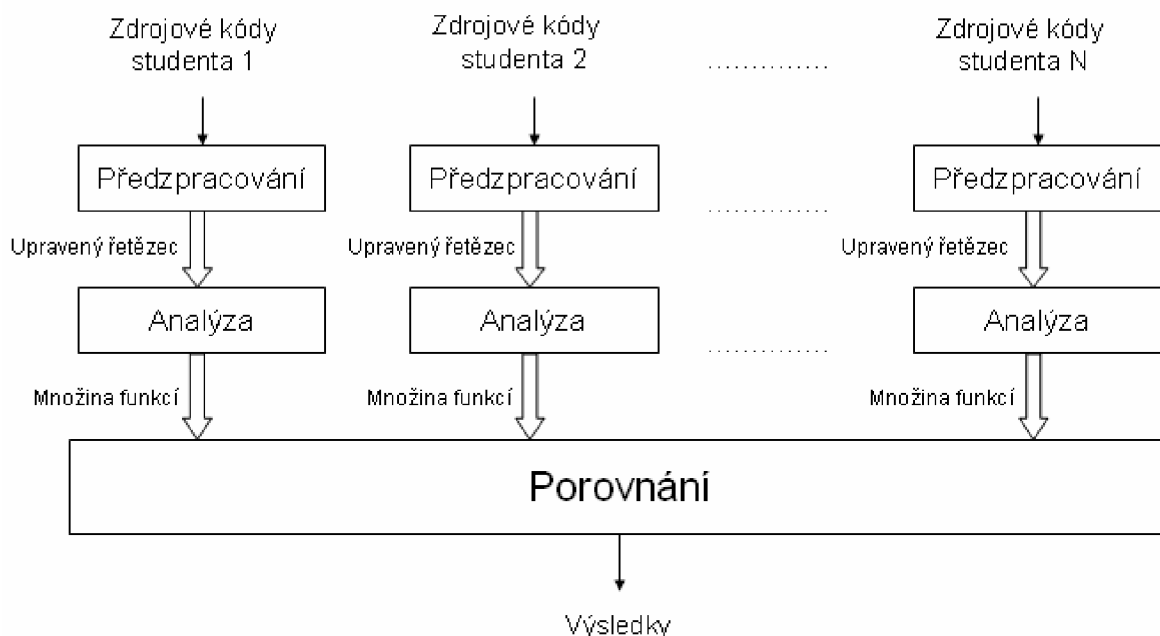 Zdrojové kódy
studenta 1
Zdrojové kódy
studenta 2
..............
Zdrojové kódy
studenta N
Předzpracování
Předzpracování
..............
Předzpracování
Upravený řetězec
Upravený řetězec
Upravený řetězec
Analýza
Analýza
..............
Analýza
Množina funkcí
Množina funkcí
Množina funkcí
Porovnání
Výsledky